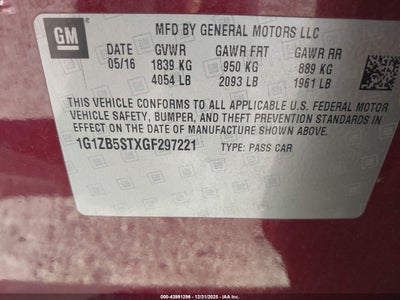 GM
MFD BY GENERAL MOTORS LLC
DATE GVWR GAWR FRT GAWR RR
05/16 1839 KG 950 KG 889 KG
4054 LB 2093 LB 1961 LB
THIS VEHICLE CONFORMS TO ALL APPLICABLE U.S. FEDERAL MOTOR
VEHICLE SAFETY, BUMPER, AND THEFT PREVENTION STANDARDS IN
EFFECT ON THE DATE OF MANUFACTURE SHOWN ABOVE.
1G1ZB5STXGF297221 TYPE: PASS CAR
000-43991296 - 12/31/2025 - IAAI.COM